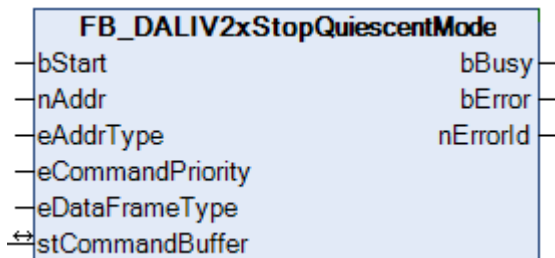 FB_DALIV2xStopQuiescentMode
bStart bBusy
nAddr bError
eAddrType nErrorId
eCommandPriority
eDataFrameType
stCommandBuffer